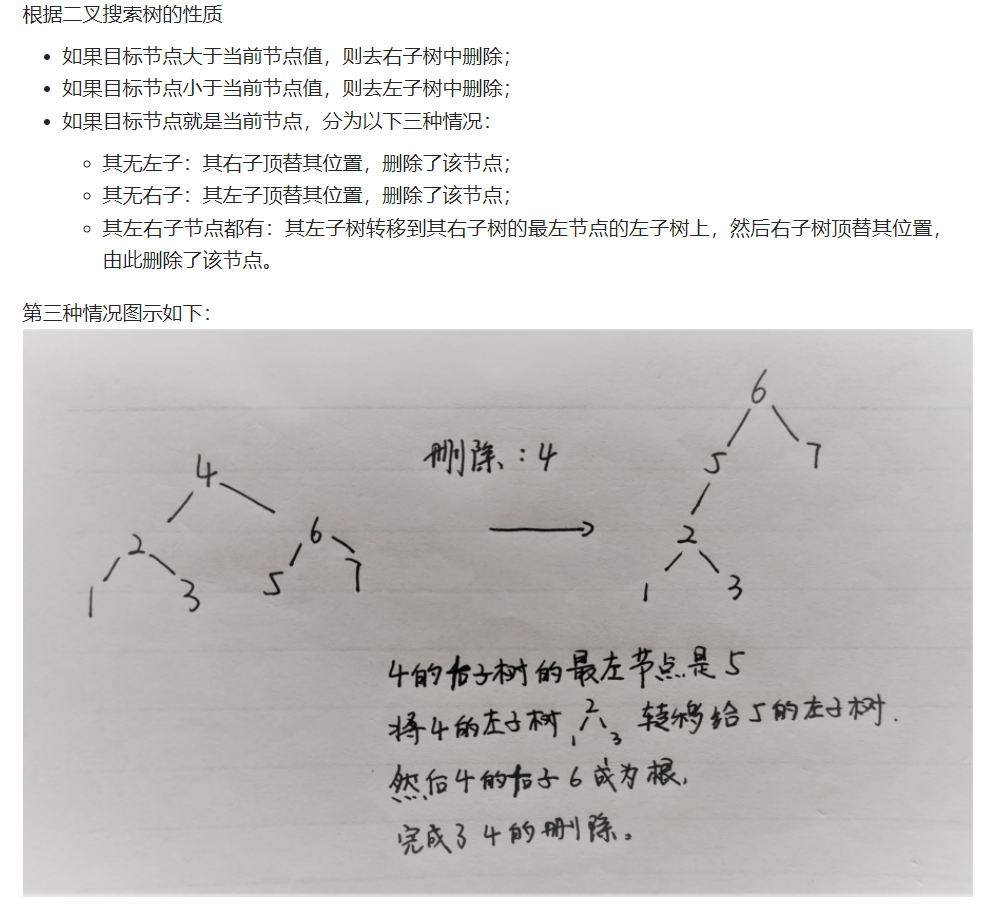 根据二叉搜索树的性质
• 如果目标节点大于当前节点值，则去右子树中删除；
• 如果目标节点小于当前节点值，则去左子树中删除；
• 如果目标节点就是当前节点，分为以下三种情况：
◦ 其无左子：其右子顶替其位置，删除了该节点；
◦ 其无右子：其左子顶替其位置，删除了该节点；
◦ 其左右子节点都有：其左子树转移到其右子树的最左节点的左子树上，然后右子树顶替其位置，
由此删除了该节点。
第三种情况图示如下：
4
2 6
1 3 5 7
删除：4
6
5 7
2
1 3
4的右子树的最左节点是5
将4的左子树 2 1 3 转移给5的左子树.
然后4的右子6成为根,
完成了4的删除。